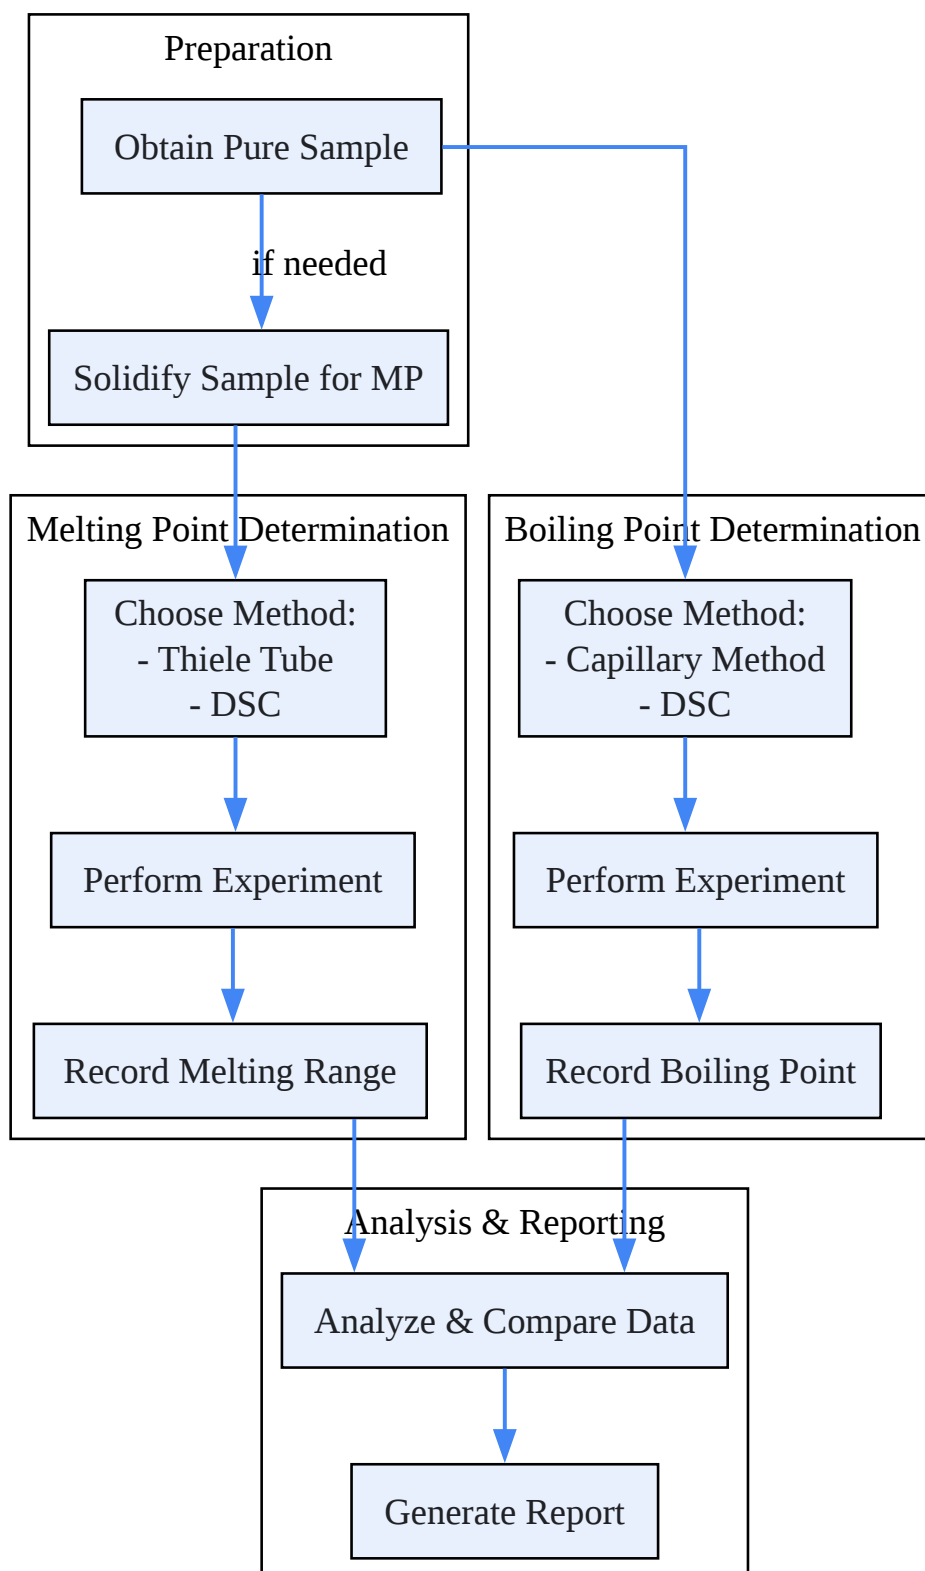 Preparation
Obtain Pure Sample
if needed
Solidify Sample for MP
Melting Point Determination
Choose Method:
- Thiele Tube
- DSC
Perform Experiment
Record Melting Range
Boiling Point Determination
Choose Method:
- Capillary Method
- DSC
Perform Experiment
Record Boiling Point
Analysis & Reporting
Analyze & Compare Data
Generate Report